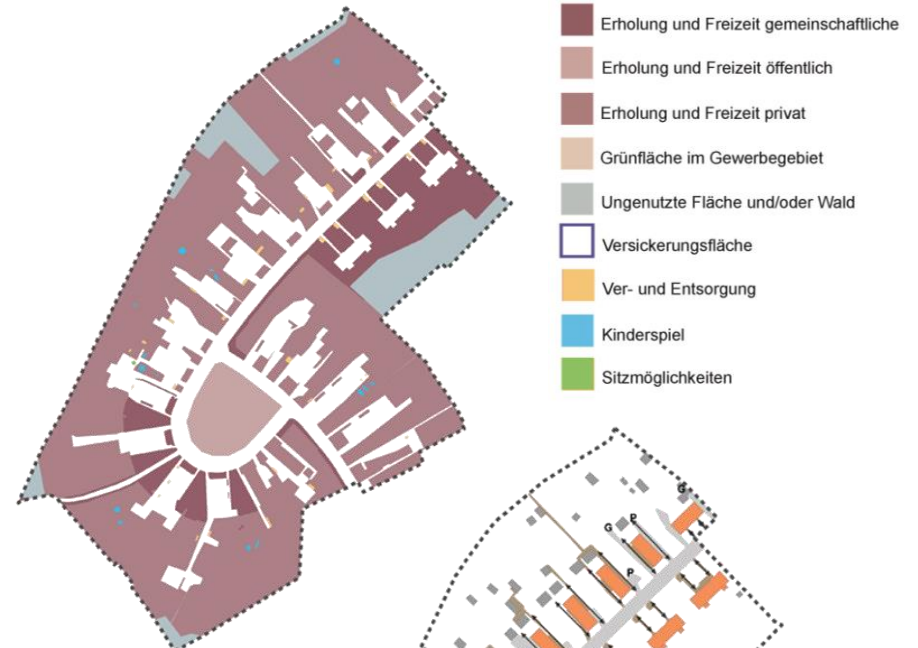 Erholung und Freizeit gemeinschaftliche
Erholung und Freizeit öffentlich
Erholung und Freizeit privat
Grünfläche im Gewerbegebiet
Ungenutzte Fläche und/oder Wald
Versickerungsfläche
Ver- und Entsorgung
Kinderspiel
Sitzmöglichkeiten
G
G P
P